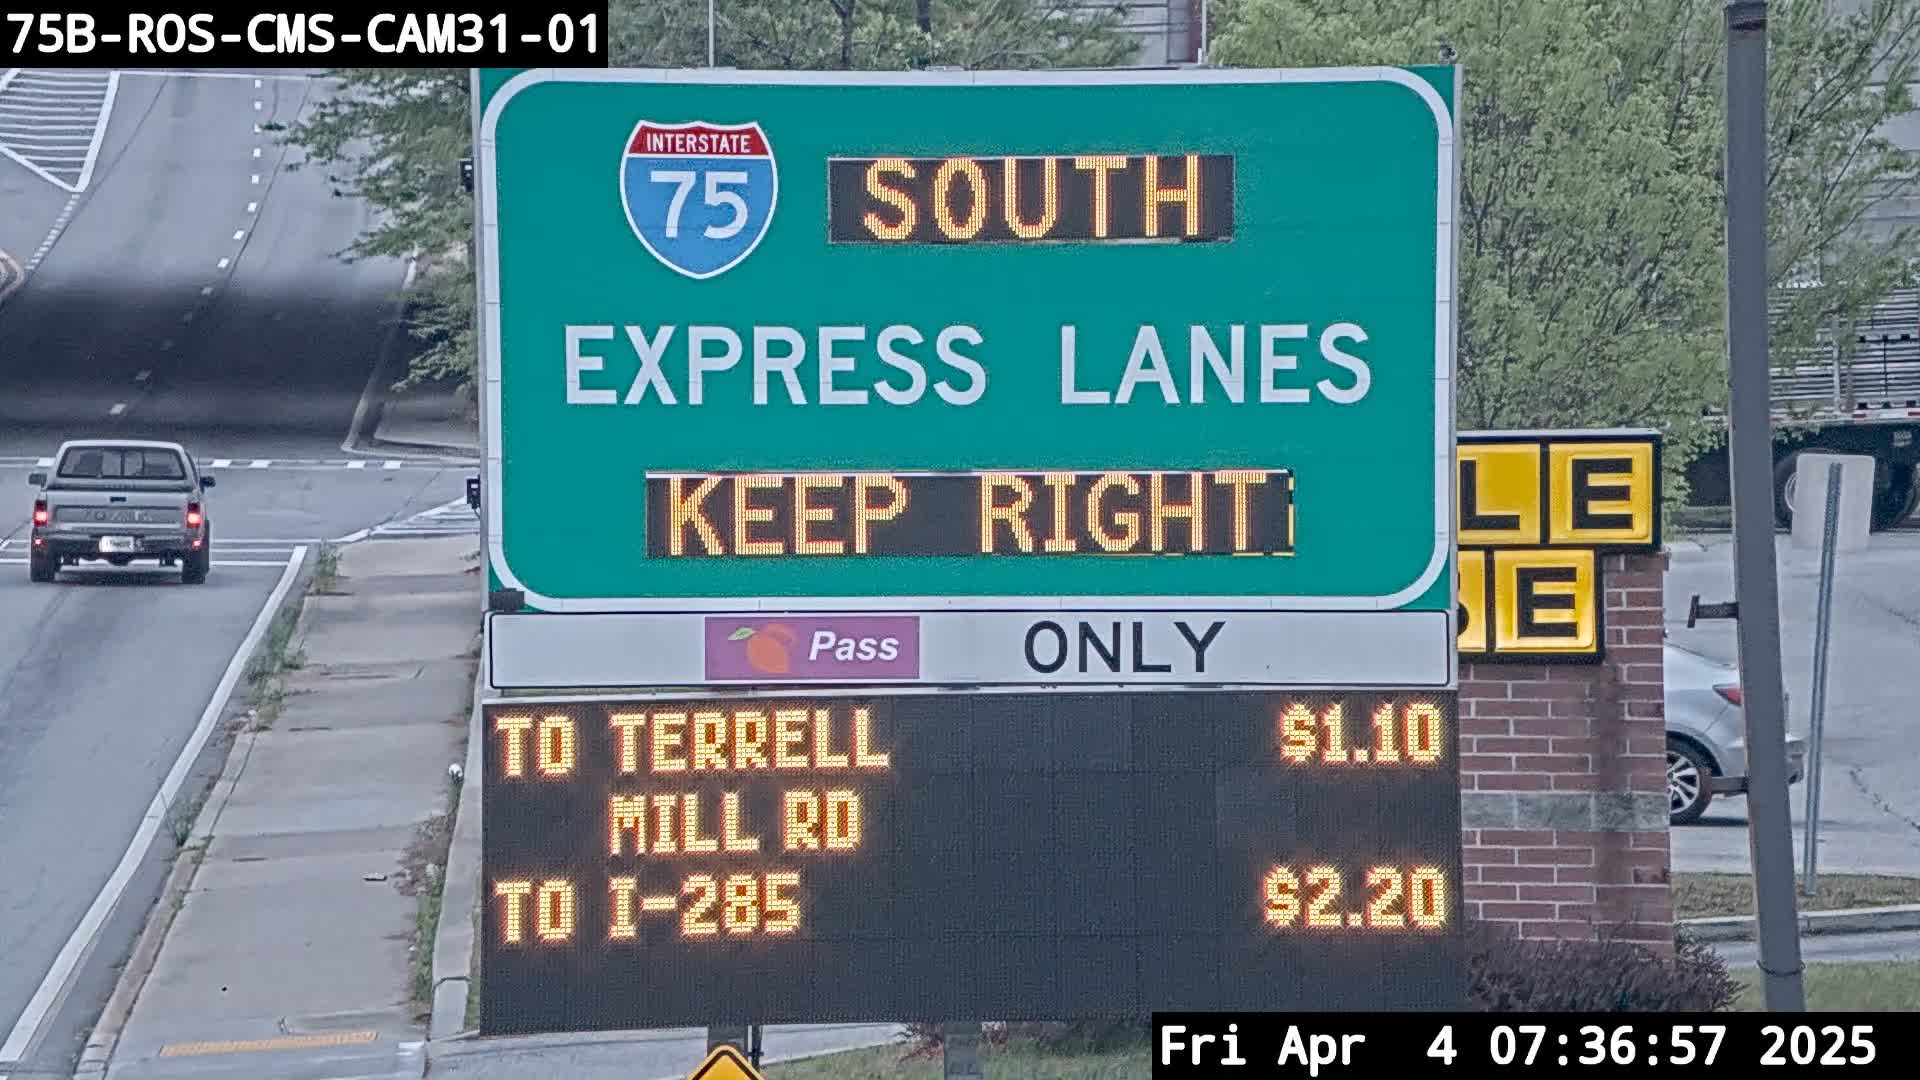 75B-ROS-CMS-CAM31-01
INTERSTATE
75
SOUTH
EXPRESS LANES
KEEP RIGHT
Pass ONLY
LE
E
TO TERRELL $1.10
MILL RD
TO I-285 $2.20
Fri Apr 4 07:36:57 2025